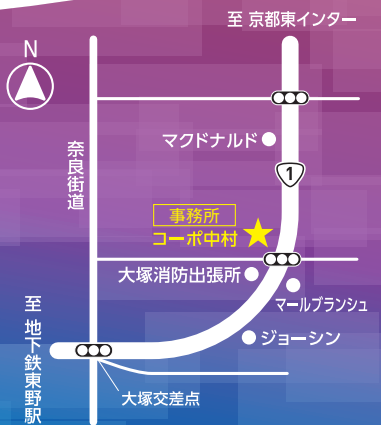 至 京都東インター
N
マクドナルド
奈良街道
1
事務所
コーポ中村
大塚消防出張所
マールブランシュ
至 地下鉄東野駅
ジョーシン
大塚交差点